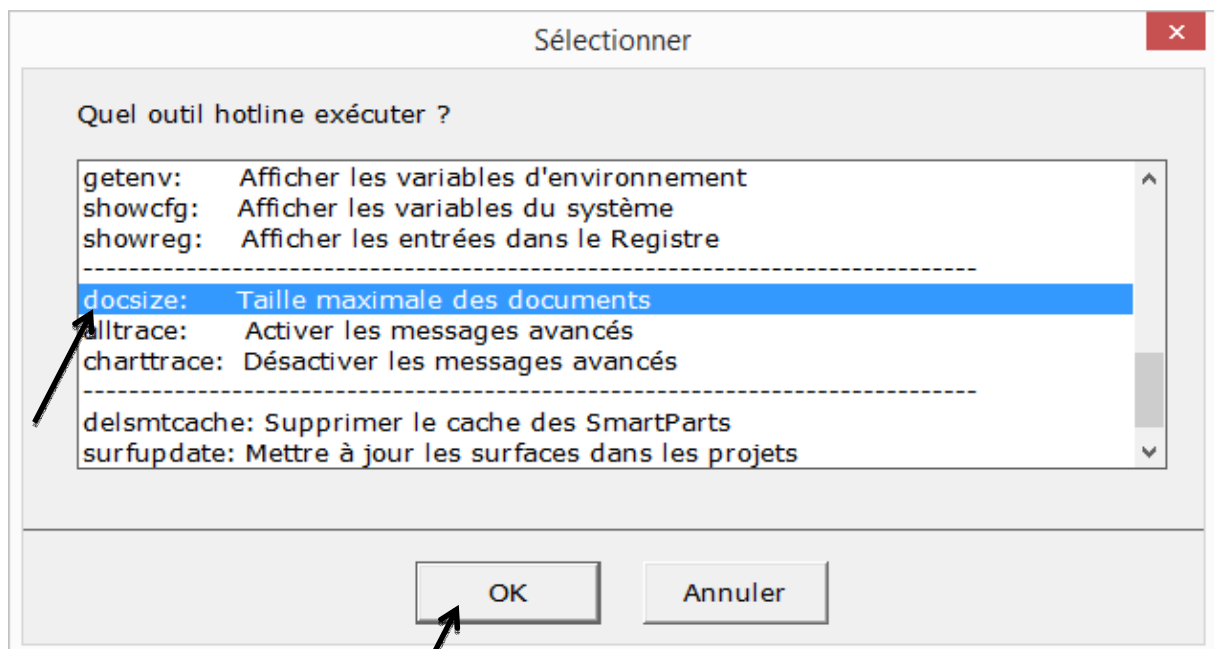 Sélectionner
Quel outil hotline exécuter ?
getenv: Afficher les variables d'environnement
showcfg: Afficher les variables du système
showreg: Afficher les entrées dans le Registre
-------------------------------------------------------------------------------
docsize: Taille maximale des documents
alltrace: Activer les messages avancés
charttrace: Désactiver les messages avancés
-------------------------------------------------------------------------------
delsmtcache: Supprimer le cache des SmartParts
surfupdate: Mettre à jour les surfaces dans les projets
OK Annuler